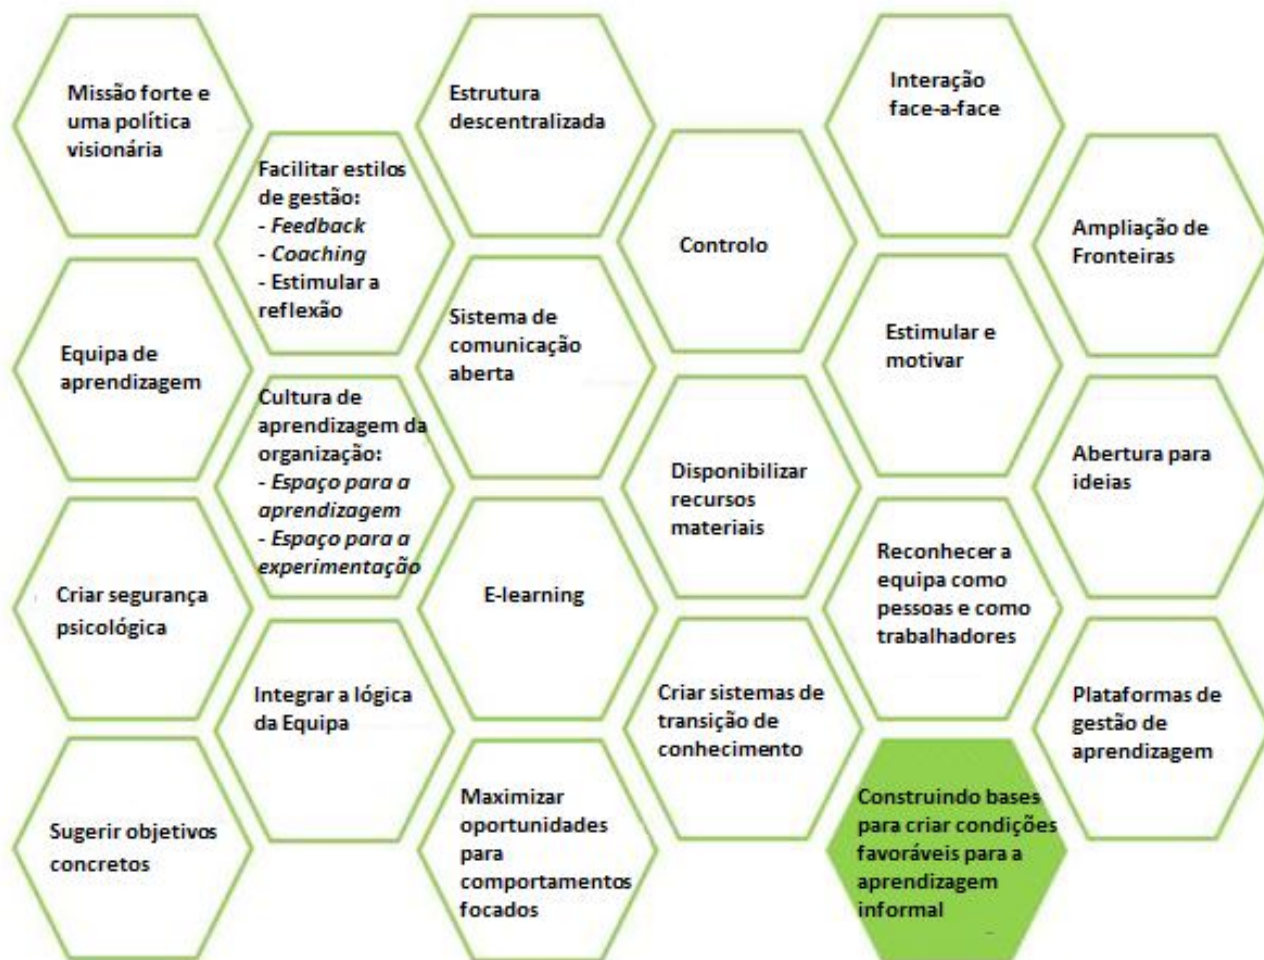 Missão forte e
uma política
visionária
Equipa de
aprendizagem
Criar segurança
psicológica
Sugerir objetivos
concretos
Facilitar estilos
de gestão:
- Feedback
- Coaching
- Estimular a
reflexão
Cultura de
aprendizagem da
organização:
- Espaço para a
aprendizagem
- Espaço para a
experimentação
Integrar a lógica
da Equipa
Estrutura
descentralizada
Sistema de
comunicação
aberta
E-learning
Maximizar
oportunidades
para
comportamentos
focados
Controlo
Disponibilizar
recursos
materiais
Criar sistemas de
transição de
conhecimento
Interação
face-a-face
Estimular e
motivar
Reconhecer a
equipa como
pessoas e como
trabalhadores
Construindo bases
para criar condições
favoráveis para a
aprendizagem
informal
Ampliação de
Fronteiras
Abertura para
ideias
Plataformas de
gestão de
aprendizagem